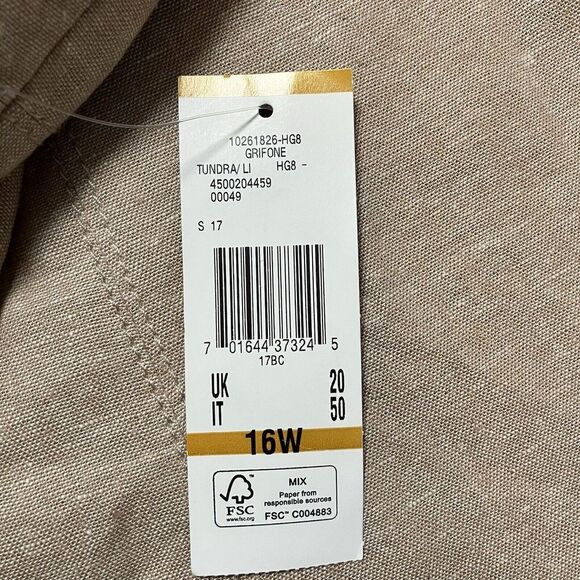 10261826-HG8
GRIFONE
TUNDRA/ LI HG8 -
4500204459
00049
S 17
7 01644 37324 5
17BC
UK 20
IT 50
16W
FSC™
www.fsc.org
MIX
Paper from
responsible sources
FSC™ C004883